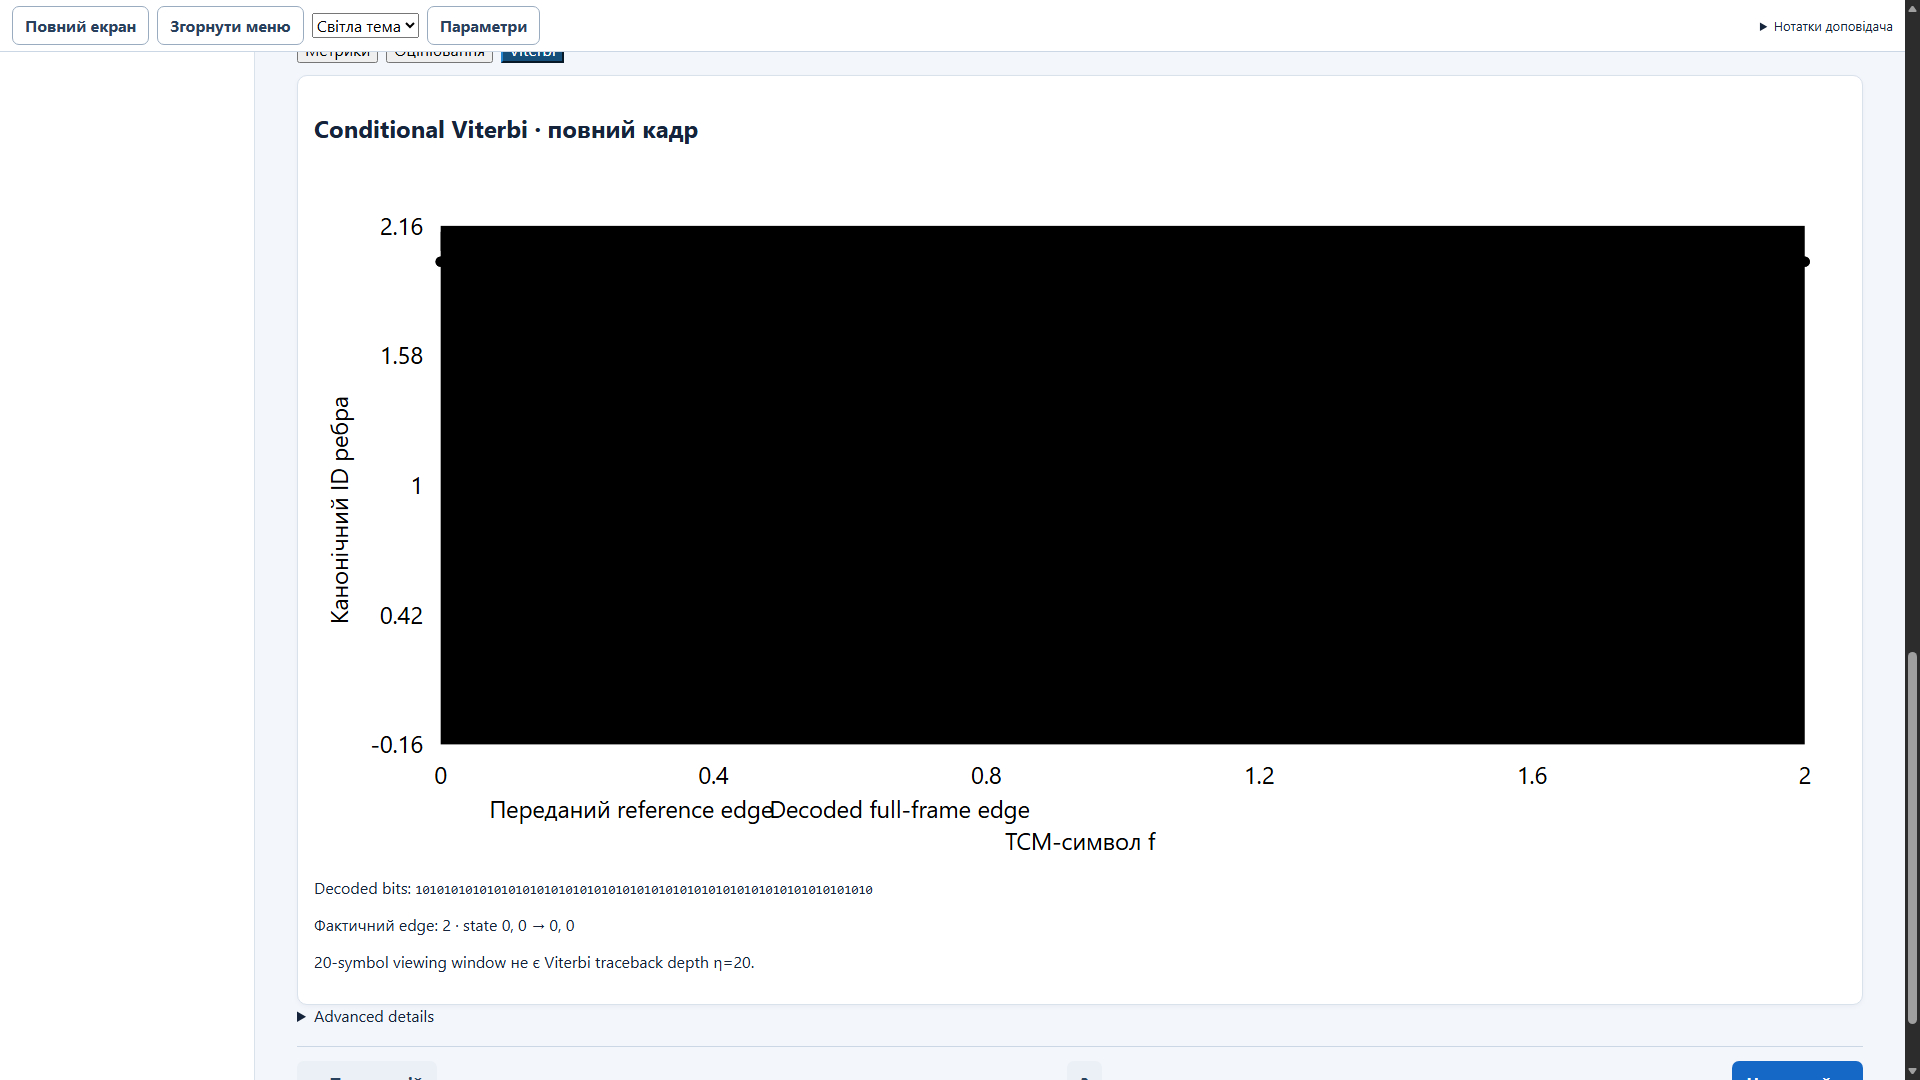 Повний екран Згорнути меню Світла тема Параметри Нотатки доповідача
Метрики Оцінювання Viterbi
Conditional Viterbi · повний кадр
2.16
1.58
1
0.42
-0.16
Канонічний ID ребра
0 0.4 0.8 1.2 1.6 2
Переданий reference edge Decoded full-frame edge
TCM-символ f
Decoded bits: 1010101010101010101010101010101010101010101010101010101010101010
Фактичний edge: 2 · state 0, 0 → 0, 0
20-symbol viewing window не є Viterbi traceback depth η=20.
Advanced details